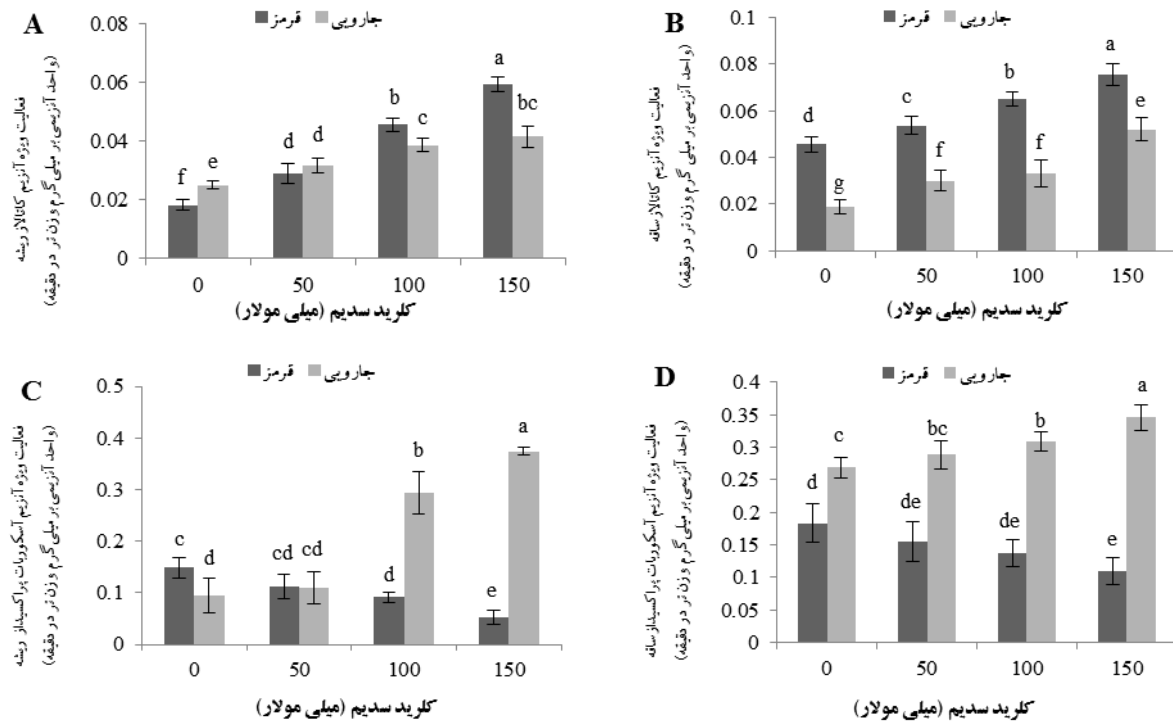 A
قرمز جارویی
فعالیت ویژه آنزیم کاتالاز ریشه
(واحد آنزیمی بر میلی گرم وزن تر در دقیقه)
0.08
0.06
0.04
0.02
0
f e d d b c a bc
0 50 100 150
کلرید سدیم (میلی مولار)
B
قرمز جارویی
فعالیت ویژه آنزیم کاتالاز ساقه
(واحد آنزیمی بر میلی گرم وزن تر در دقیقه)
0.1
0.08
0.06
0.04
0.02
0
d g c f b f a e
0 50 100 150
کلرید سدیم (میلی مولار)
C
قرمز جارویی
فعالیت ویژه آنزیم آسکوربات پراکسیداز ریشه
(واحد آنزیمی بر میلی گرم وزن تر در دقیقه)
0.5
0.4
0.3
0.2
0.1
0
c d cd cd d b e a
0 50 100 150
کلرید سدیم (میلی مولار)
D
قرمز جارویی
فعالیت ویژه آنزیم آسکوربات پراکسیداز ساقه
(واحد آنزیمی بر میلی گرم وزن تر در دقیقه)
0.4
0.35
0.3
0.25
0.2
0.15
0.1
0.05
0
d c de bc de b e a
0 50 100 150
کلرید سدیم (میلی مولار)